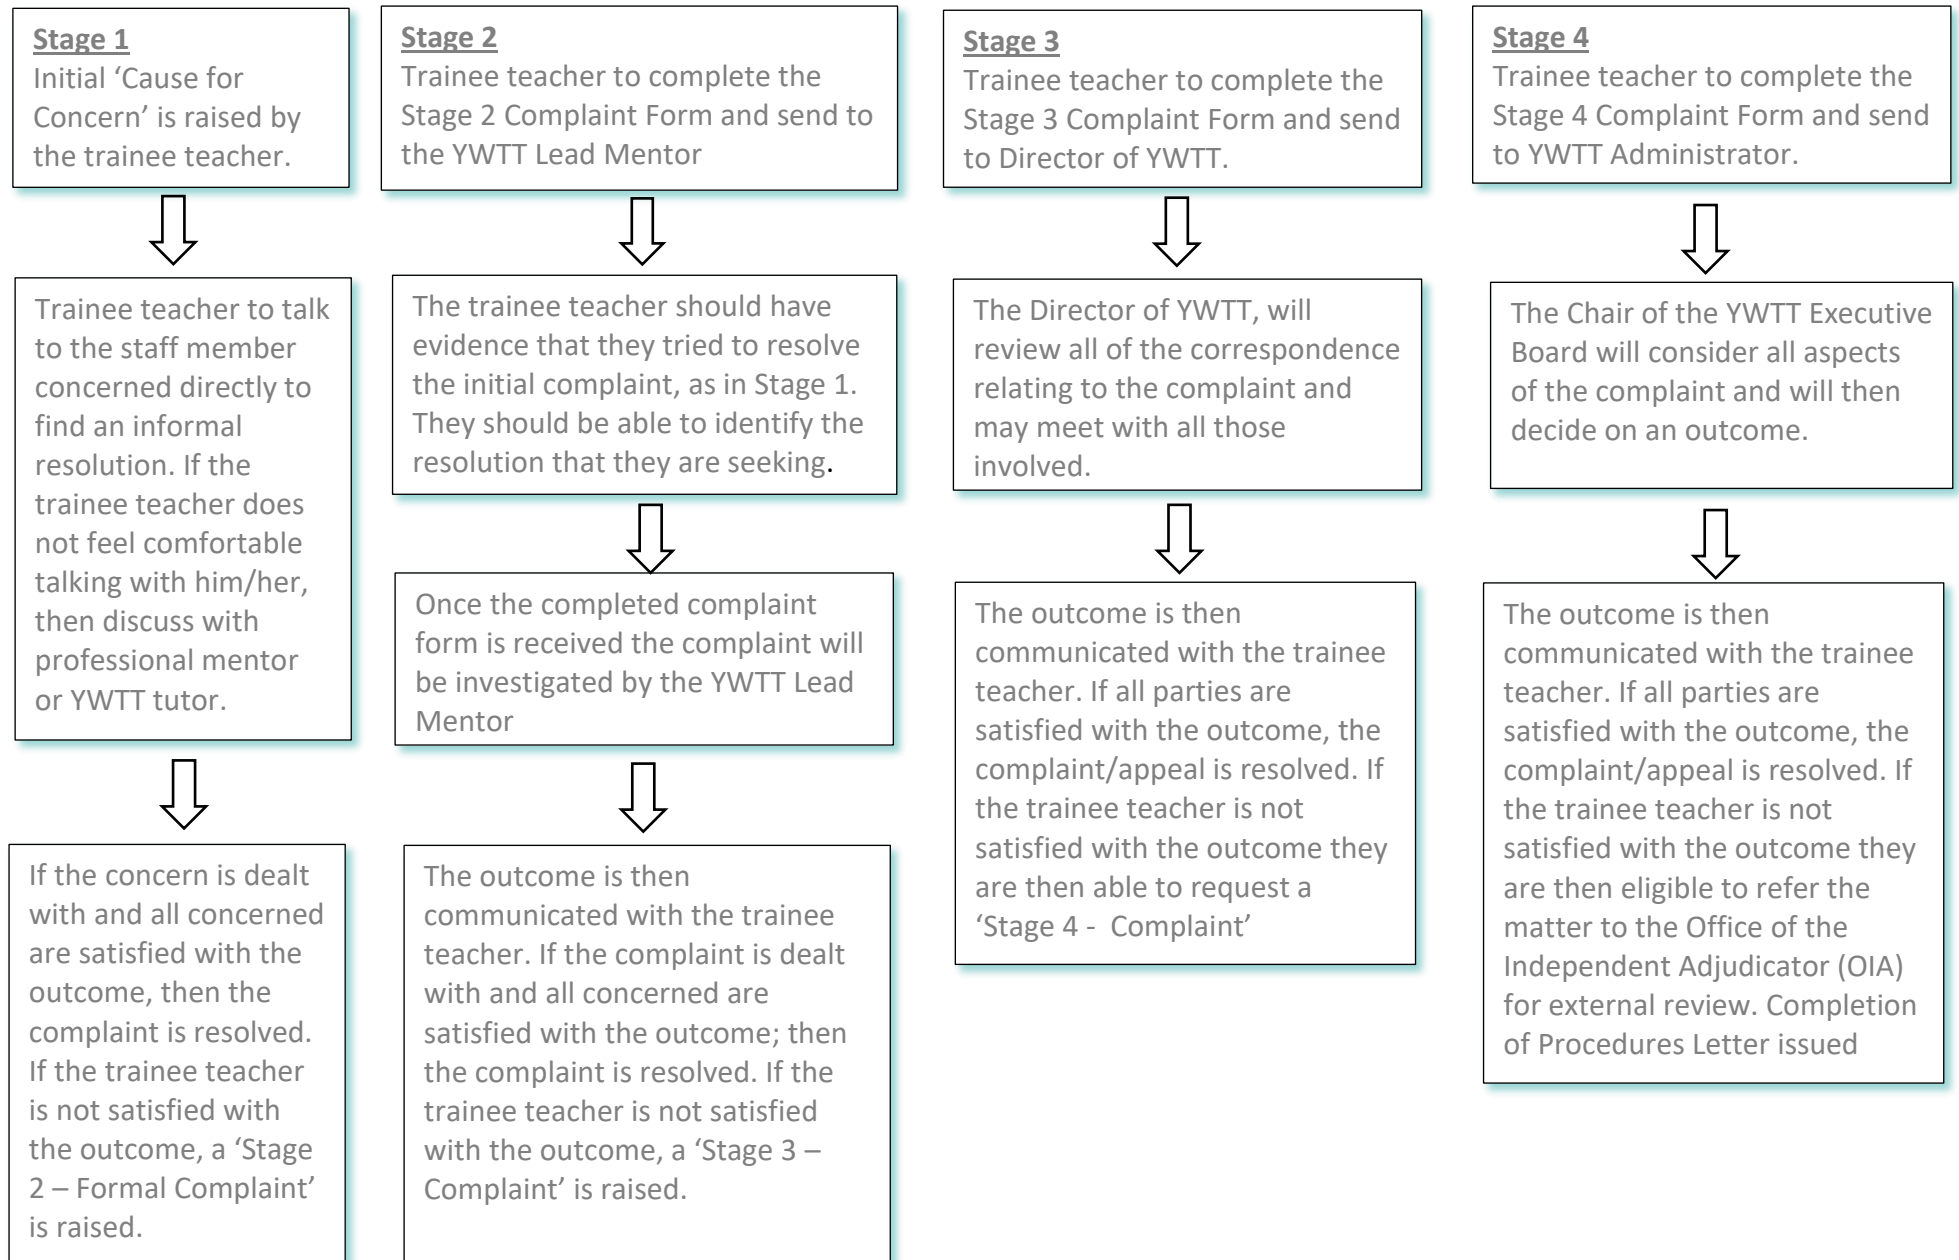 Stage 1
Initial ‘Cause for
Concern’ is raised by
the trainee teacher.
Trainee teacher to talk
to the staff member
concerned directly to
find an informal
resolution. If the
trainee teacher does
not feel comfortable
talking with him/her,
then discuss with
professional mentor
or YWTT tutor.
If the concern is dealt
with and all concerned
are satisfied with the
outcome, then the
complaint is resolved.
If the trainee teacher
is not satisfied with
the outcome, a ‘Stage
2 – Formal Complaint’
is raised.
Stage 2
Trainee teacher to complete the
Stage 2 Complaint Form and send to
the YWTT Lead Mentor
The trainee teacher should have
evidence that they tried to resolve
the initial complaint, as in Stage 1.
They should be able to identify the
resolution that they are seeking.
Once the completed complaint
form is received the complaint will
be investigated by the YWTT Lead
Mentor
The outcome is then
communicated with the trainee
teacher. If the complaint is dealt
with and all concerned are
satisfied with the outcome; then
the complaint is resolved. If the
trainee teacher is not satisfied
with the outcome, a ‘Stage 3 –
Complaint’ is raised.
Stage 3
Trainee teacher to complete the
Stage 3 Complaint Form and send
to Director of YWTT.
The Director of YWTT, will
review all of the correspondence
relating to the complaint and
may meet with all those
involved.
The outcome is then
communicated with the trainee
teacher. If all parties are
satisfied with the outcome, the
complaint/appeal is resolved. If
the trainee teacher is not
satisfied with the outcome they
are then able to request a
‘Stage 4 -  Complaint’
Stage 4
Trainee teacher to complete the
Stage 4 Complaint Form and send
to YWTT Administrator.
The Chair of the YWTT Executive
Board will consider all aspects
of the complaint and will then
decide on an outcome.
The outcome is then
communicated with the trainee
teacher. If all parties are
satisfied with the outcome, the
complaint/appeal is resolved. If
the trainee teacher is not
satisfied with the outcome they
are then eligible to refer the
matter to the Office of the
Independent Adjudicator (OIA)
for external review. Completion
of Procedures Letter issued